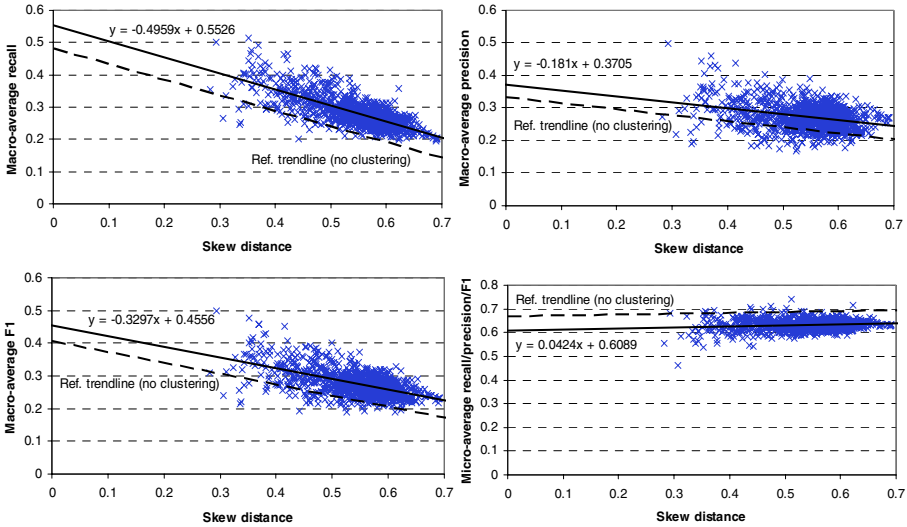 0.6
0.5
0.4
0.3
0.2
0.1
0
Macro-average recall
y = -0.4959x + 0.5526
Ref. trendline (no clustering)
0 0.1 0.2 0.3 0.4 0.5 0.6 0.7
Skew distance
0.6
0.5
0.4
0.3
0.2
0.1
0
Macro-average precision
y = -0.181x + 0.3705
Ref. trendline (no clustering)
0 0.1 0.2 0.3 0.4 0.5 0.6 0.7
Skew distance
0.6
0.5
0.4
0.3
0.2
0.1
0
Macro-average F1
y = -0.3297x + 0.4556
Ref. trendline (no clustering)
0 0.1 0.2 0.3 0.4 0.5 0.6 0.7
Skew distance
0.8
0.7
0.6
0.5
0.4
0.3
0.2
0.1
0
Micro-average recall/precision/F1
Ref. trendline (no clustering)
y = 0.0424x + 0.6089
0 0.1 0.2 0.3 0.4 0.5 0.6 0.7
Skew distance